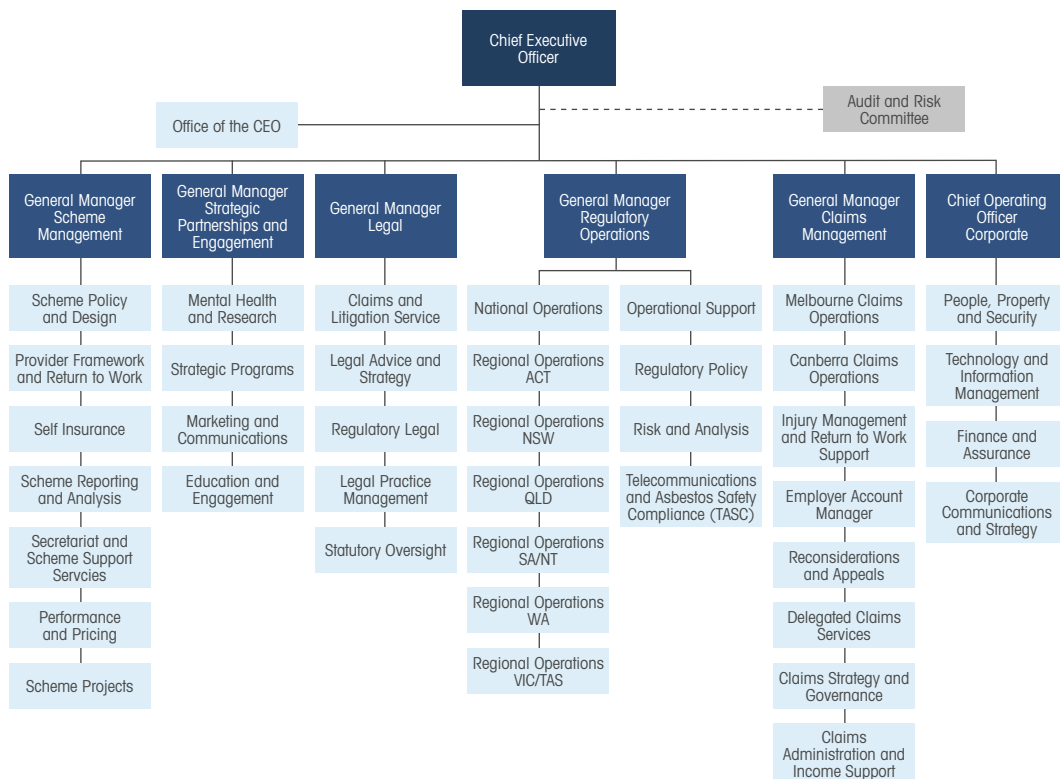 Chief Executive
Officer
Office of the CEO
Audit and Risk
Committee
General Manager
Scheme
Management
General Manager
Strategic
Partnerships and
Engagement
General Manager
Legal
General Manager
Regulatory
Operations
General Manager
Claims
Management
Chief Operating
Officer
Corporate
Scheme Policy
and Design
Provider Framework
and Return to Work
Self Insurance
Scheme Reporting
and Analysis
Secretariat and
Scheme Support
Servcies
Performance
and Pricing
Scheme Projects
Mental Health
and Research
Strategic Programs
Marketing and
Communications
Education and
Engagement
Claims and
Litigation Service
Legal Advice and
Strategy
Regulatory Legal
Legal Practice
Management
Statutory Oversight
National Operations
Regional Operations
ACT
Regional Operations
NSW
Regional Operations
QLD
Regional Operations
SA/NT
Regional Operations
WA
Regional Operations
VIC/TAS
Operational Support
Regulatory Policy
Risk and Analysis
Telecommunications
and Asbestos Safety
Compliance (TASC)
Melbourne Claims
Operations
Canberra Claims
Operations
Injury Management
and Return to Work
Support
Employer Account
Manager
Reconsiderations
and Appeals
Delegated Claims
Services
Claims Strategy and
Governance
Claims
Administration and
Income Support
People, Property
and Security
Technology and
Information
Management
Finance and
Assurance
Corporate
Communications
and Strategy